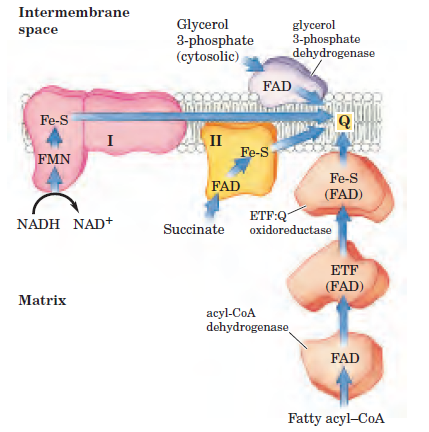 Intermembrane
space
Glycerol
3-phosphate
(cytosolic)
glycerol
3-phosphate
dehydrogenase
FAD
Fe-S
I
FMN
NADH NAD+
II
Fe-S
FAD
Succinate
Q
Fe-S
(FAD)
ETF:Q
oxidoreductase
ETF
(FAD)
Matrix
acyl-CoA
dehydrogenase
FAD
Fatty acyl–CoA